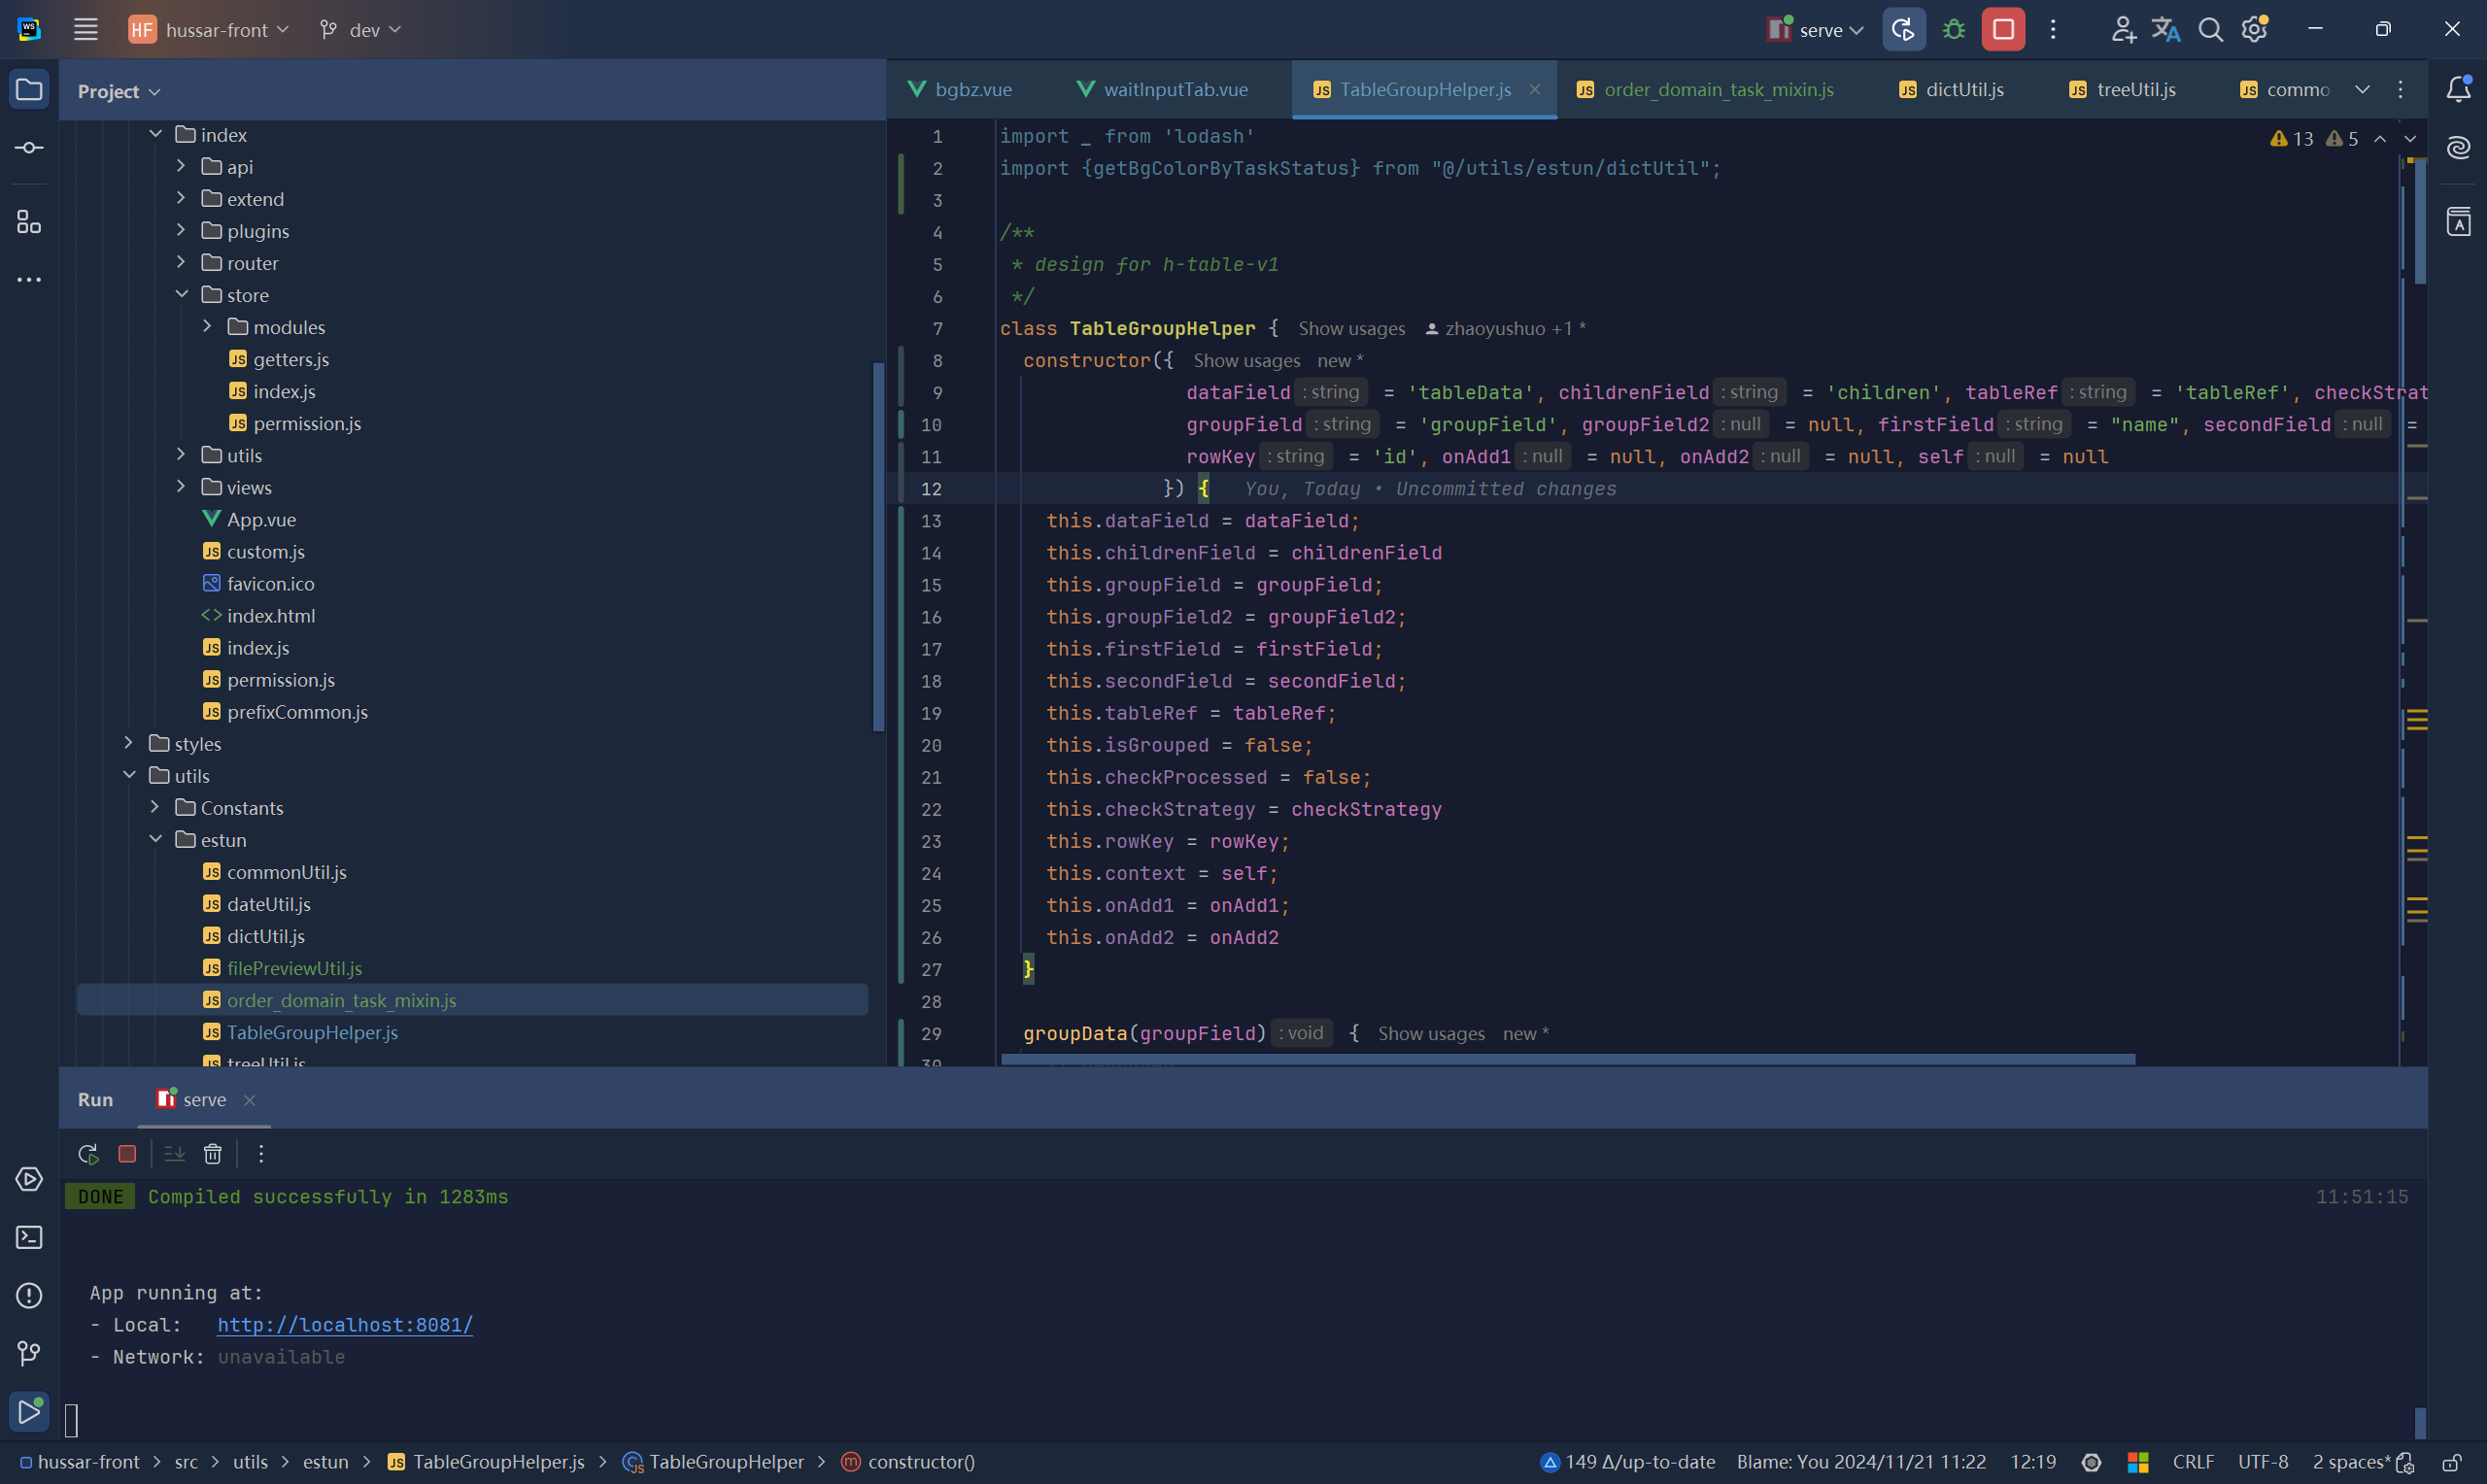 WS
HF hussar-front dev serve
Project
bgbz.vue waitInputTab.vue TableGroupHelper.js order_domain_task_mixin.js dictUtil.js treeUtil.js commo
index
api
extend
plugins
router
store
modules
getters.js
index.js
permission.js
utils
views
App.vue
custom.js
favicon.ico
index.html
index.js
permission.js
prefixCommon.js
styles
utils
Constants
estun
commonUtil.js
dateUtil.js
dictUtil.js
filePreviewUtil.js
order_domain_task_mixin.js
TableGroupHelper.js
treeUtil.js
13 5
1 import _ from 'lodash'
2 import {getBgColorByTaskStatus} from "@/utils/estun/dictUtil";
3
4 /**
5 * design for h-table-v1
6 */
7 class TableGroupHelper { Show usages zhaoyushuo +1 *
8 constructor({ Show usages new *
9 dataField : string = 'tableData', childrenField : string = 'children', tableRef : string = 'tableRef', checkStrat
10 groupField : string = 'groupField', groupField2 : null = null, firstField : string = "name", secondField : null =
11 rowKey : string = 'id', onAdd1 : null = null, onAdd2 : null = null, self : null = null
12 }) { You, Today • Uncommitted changes
13 this.dataField = dataField;
14 this.childrenField = childrenField
15 this.groupField = groupField;
16 this.groupField2 = groupField2;
17 this.firstField = firstField;
18 this.secondField = secondField;
19 this.tableRef = tableRef;
20 this.isGrouped = false;
21 this.checkProcessed = false;
22 this.checkStrategy = checkStrategy
23 this.rowKey = rowKey;
24 this.context = self;
25 this.onAdd1 = onAdd1;
26 this.onAdd2 = onAdd2
27 }
28
29 groupData(groupField) : void { Show usages new *
30
Run serve
DONE Compiled successfully in 1283ms 11:51:15
App running at:
- Local: http://localhost:8081/
- Network: unavailable
hussar-front > src > utils > estun > TableGroupHelper.js > TableGroupHelper > constructor() 149 Δ/up-to-date Blame: You 2024/11/21 11:22 12:19 CRLF UTF-8 2 spaces*